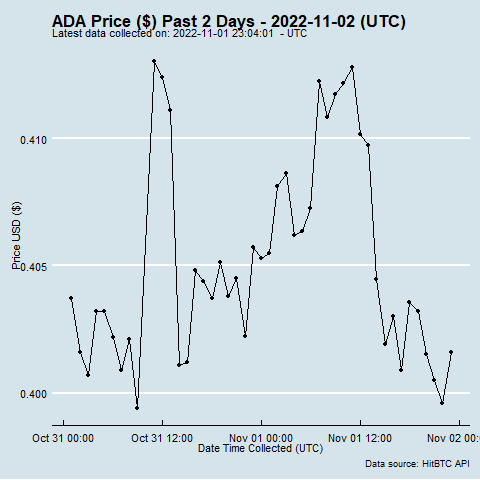 ADA Price ($) Past 2 Days - 2022-11-02 (UTC)
Latest data collected on: 2022-11-01 23:04:01  - UTC
0.410
0.405
0.400
Price USD ($)
Oct 31 00:00 Oct 31 12:00 Nov 01 00:00 Nov 01 12:00 Nov 02 00:0
Date Time Collected (UTC)
Data source: HitBTC API